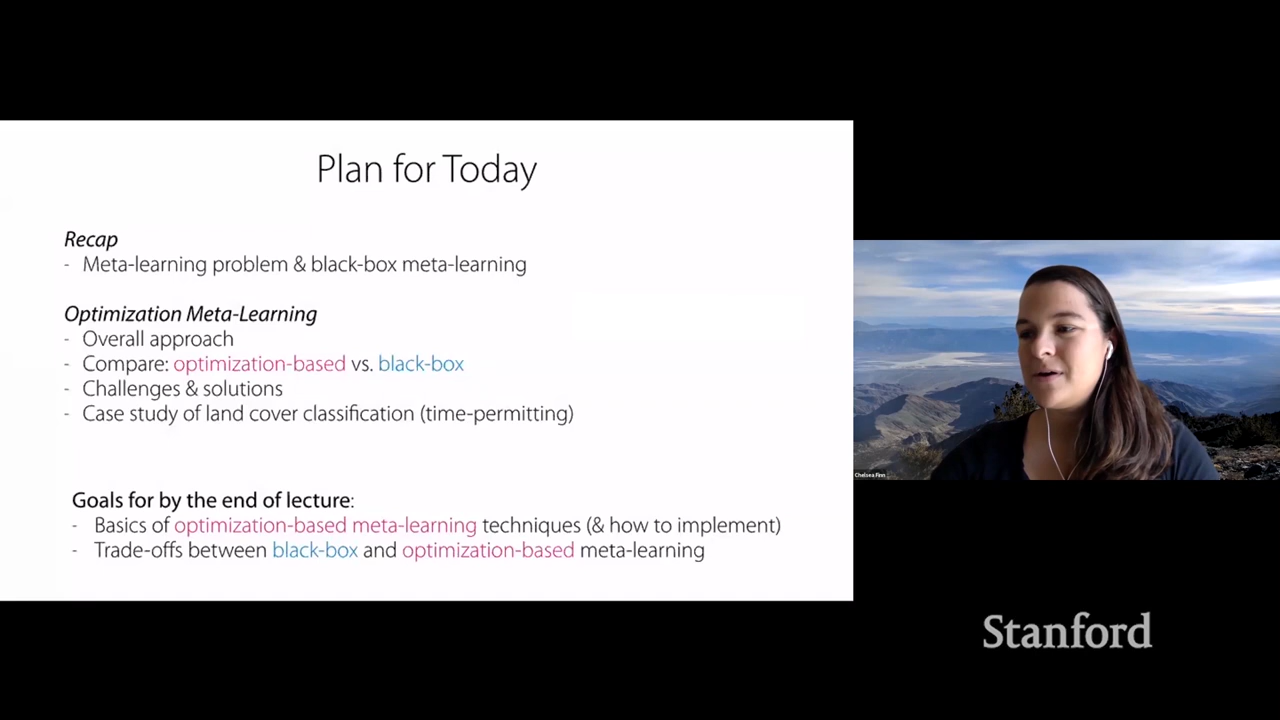 Plan for Today
Recap
- Meta-learning problem & black-box meta-learning
Optimization Meta-Learning
- Overall approach
- Compare: optimization-based vs. black-box
- Challenges & solutions
- Case study of land cover classification (time-permitting)
Goals for by the end of lecture:
- Basics of optimization-based meta-learning techniques (& how to implement)
- Trade-offs between black-box and optimization-based meta-learning
Chelsea Finn
Stanford